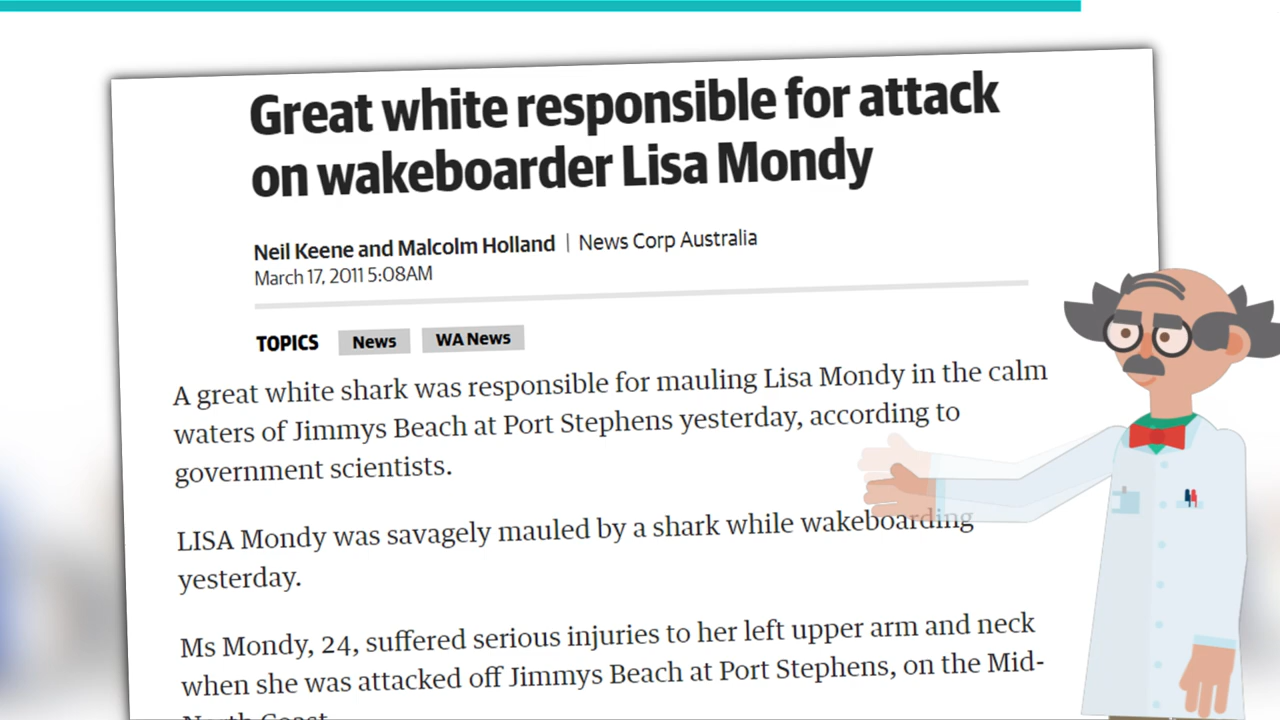 Great white responsible for attack
on wakeboarder Lisa Mondy
Neil Keene and Malcolm Holland | News Corp Australia
March 17, 2011 5:08AM
TOPICS News WA News
A great white shark was responsible for mauling Lisa Mondy in the calm
waters of Jimmys Beach at Port Stephens yesterday, according to
government scientists.
LISA Mondy was savagely mauled by a shark while wakeboarding
yesterday.
Ms Mondy, 24, suffered serious injuries to her left upper arm and neck
when she was attacked off Jimmys Beach at Port Stephens, on the Mid-
North Coast